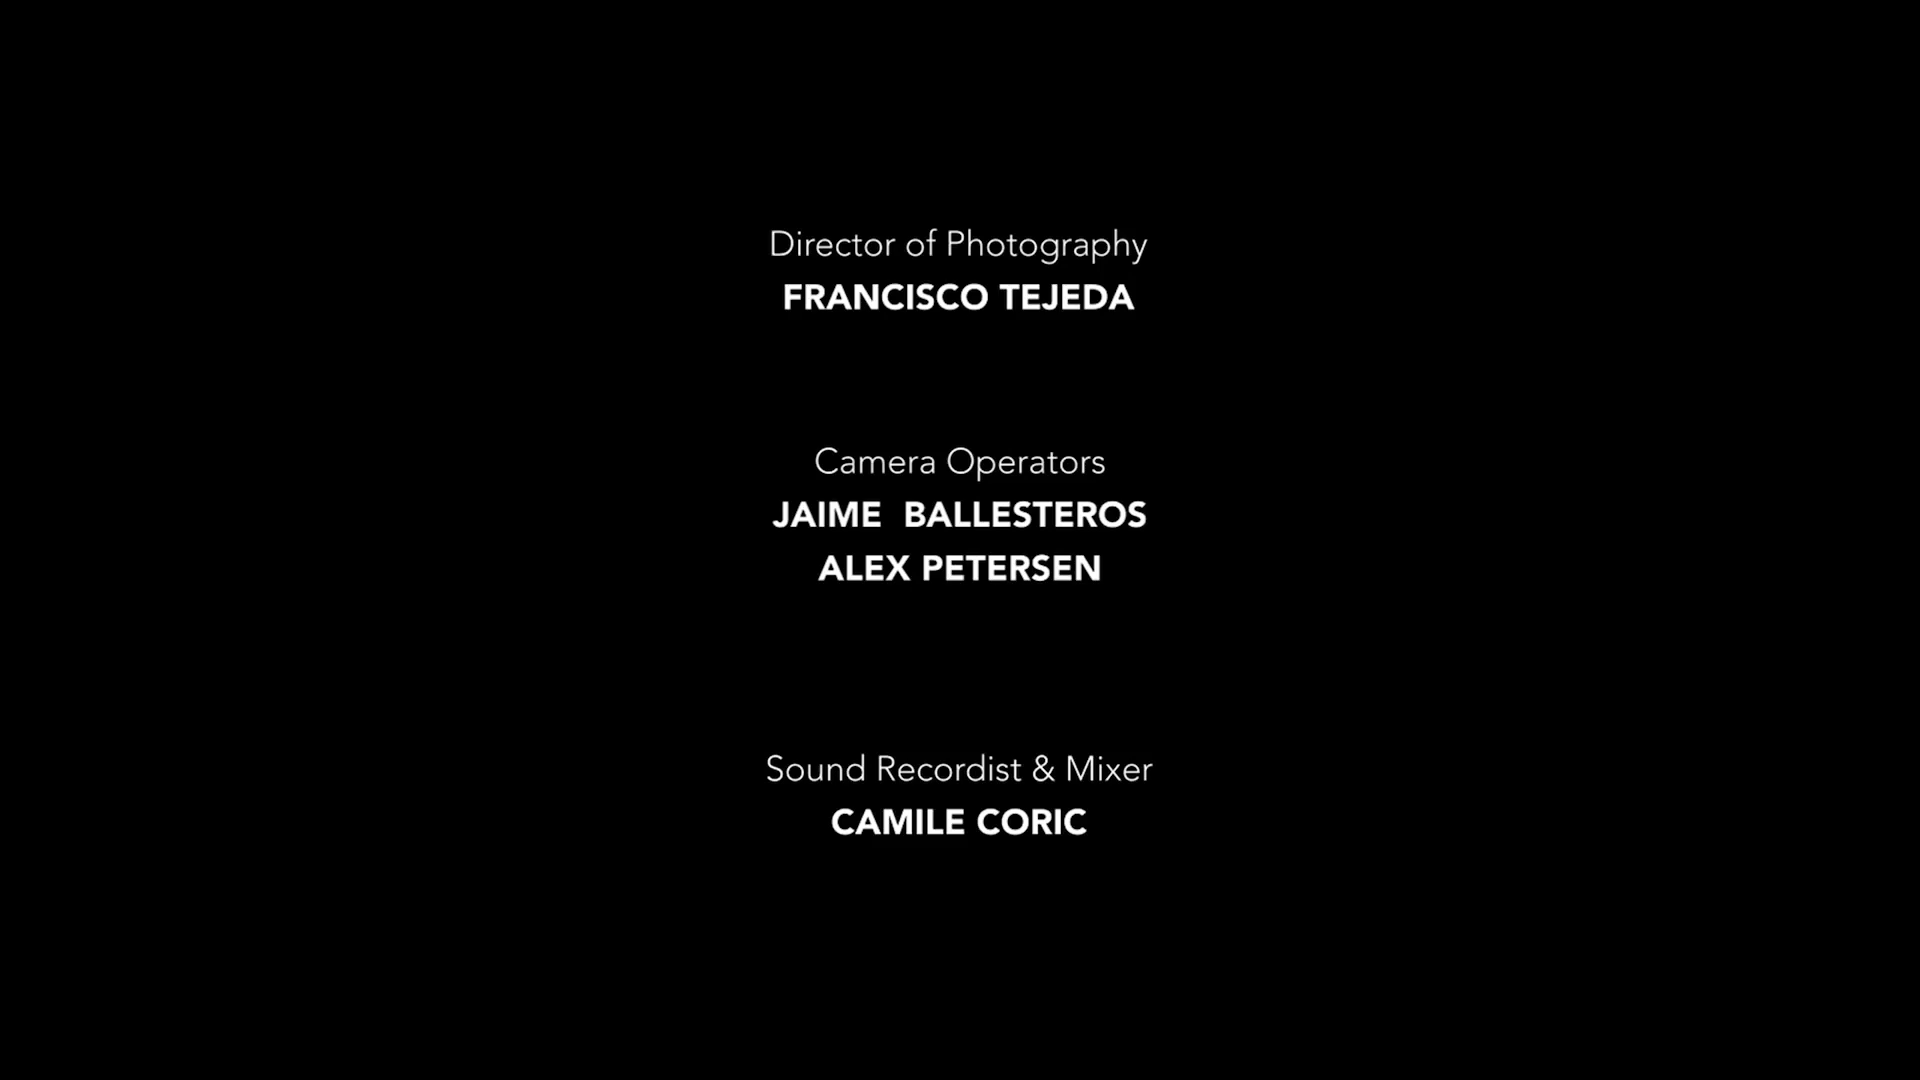 Director of Photography
FRANCISCO TEJEDA
Camera Operators
JAIME  BALLESTEROS
ALEX PETERSEN
Sound Recordist & Mixer
CAMILE CORIC